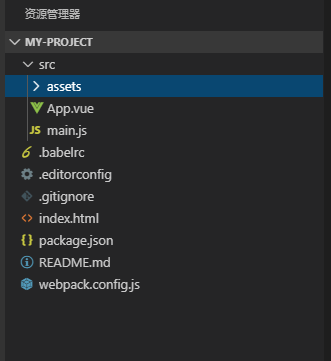 资源管理器
MY-PROJECT
src
assets
App.vue
JS main.js
.babelrc
.editorconfig
.gitignore
index.html
package.json
README.md
webpack.config.js